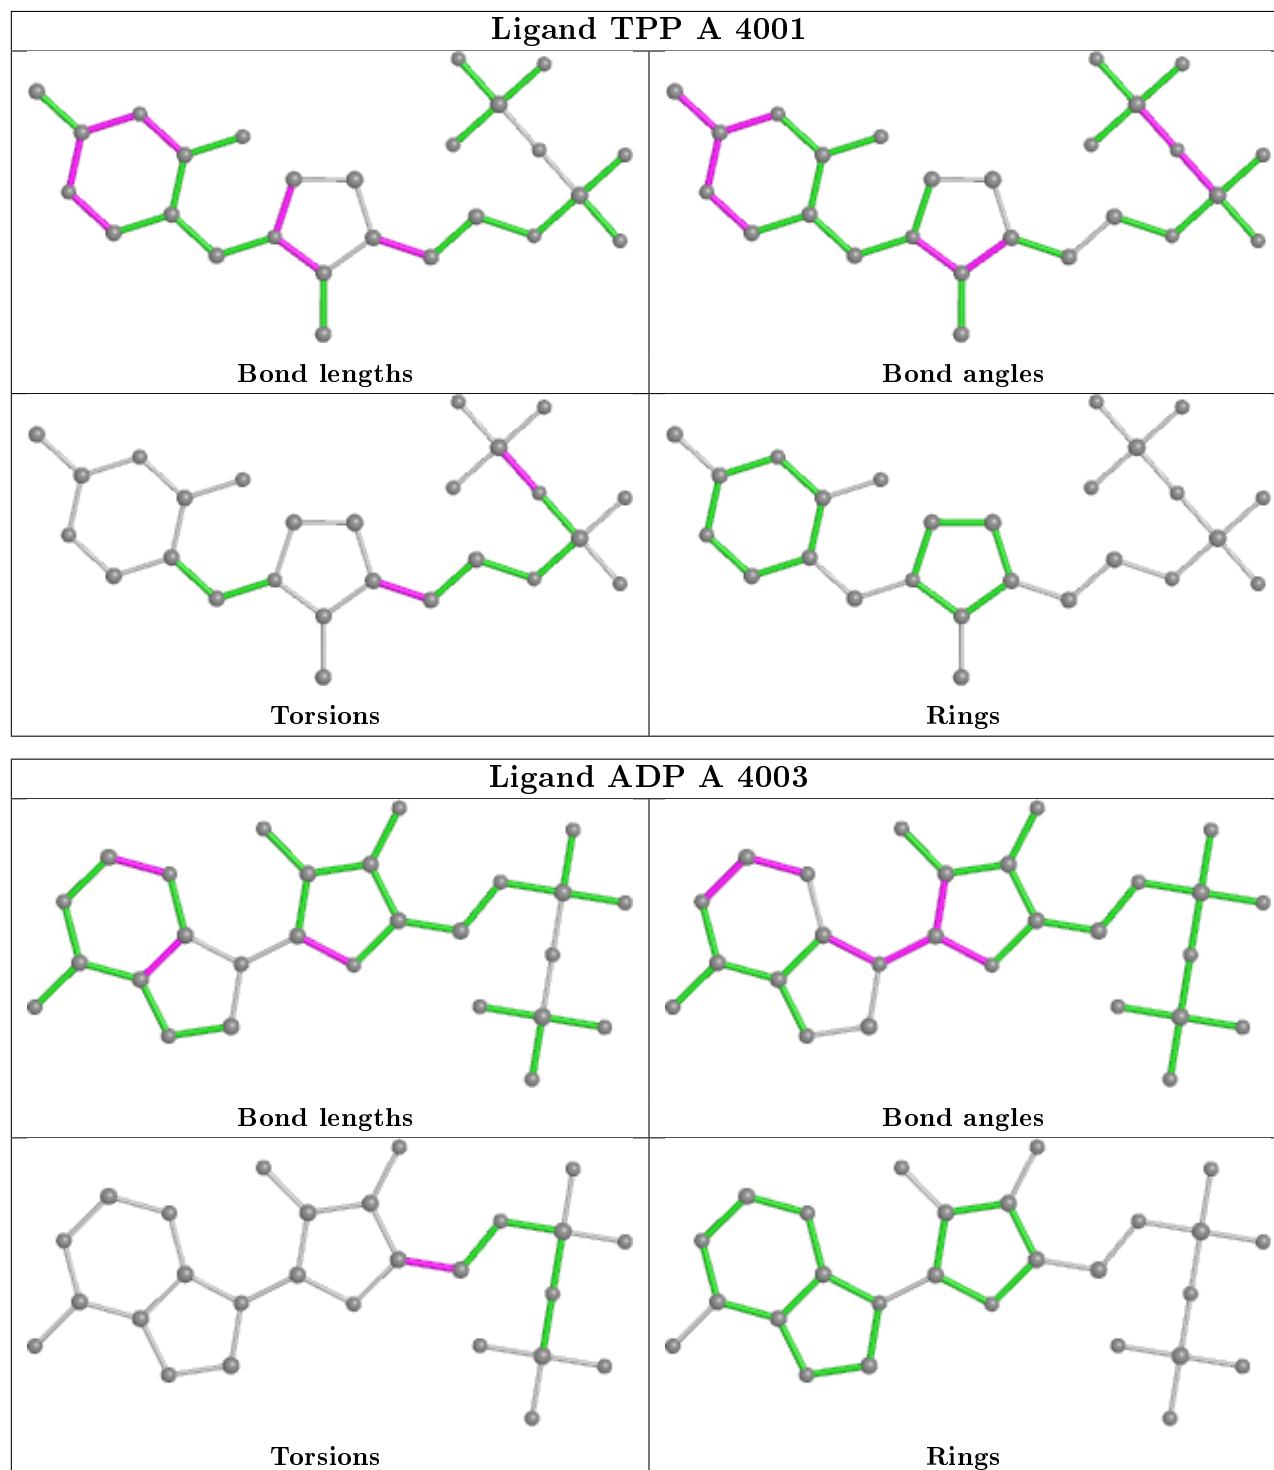 Ligand TPP A 4001
Bond lengths
Bond angles
Torsions
Rings
Ligand ADP A 4003
Bond lengths
Bond angles
Torsions
Rings